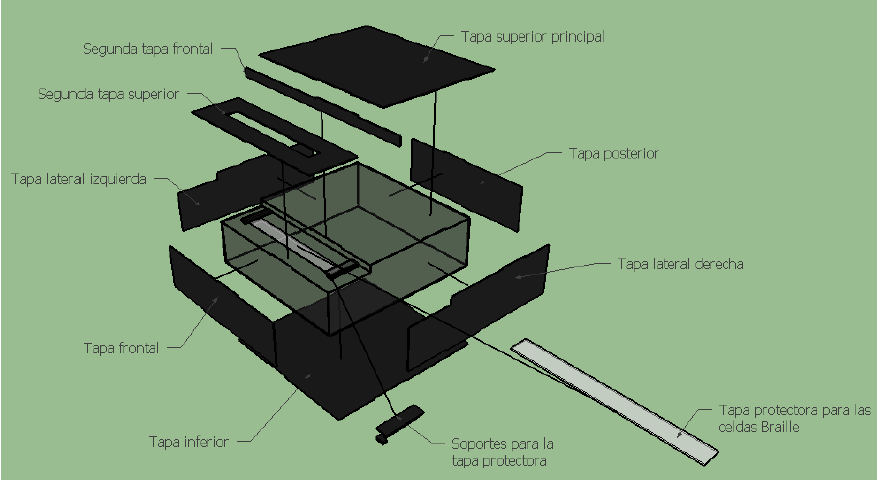 Tapa superior principal
Segunda tapa frontal
Segunda tapa superior
Tapa posterior
Tapa lateral izquierda
Tapa lateral derecha
Tapa frontal
Tapa protectora para las
celdas Braille
Tapa inferior
Soportes para la
tapa protectora